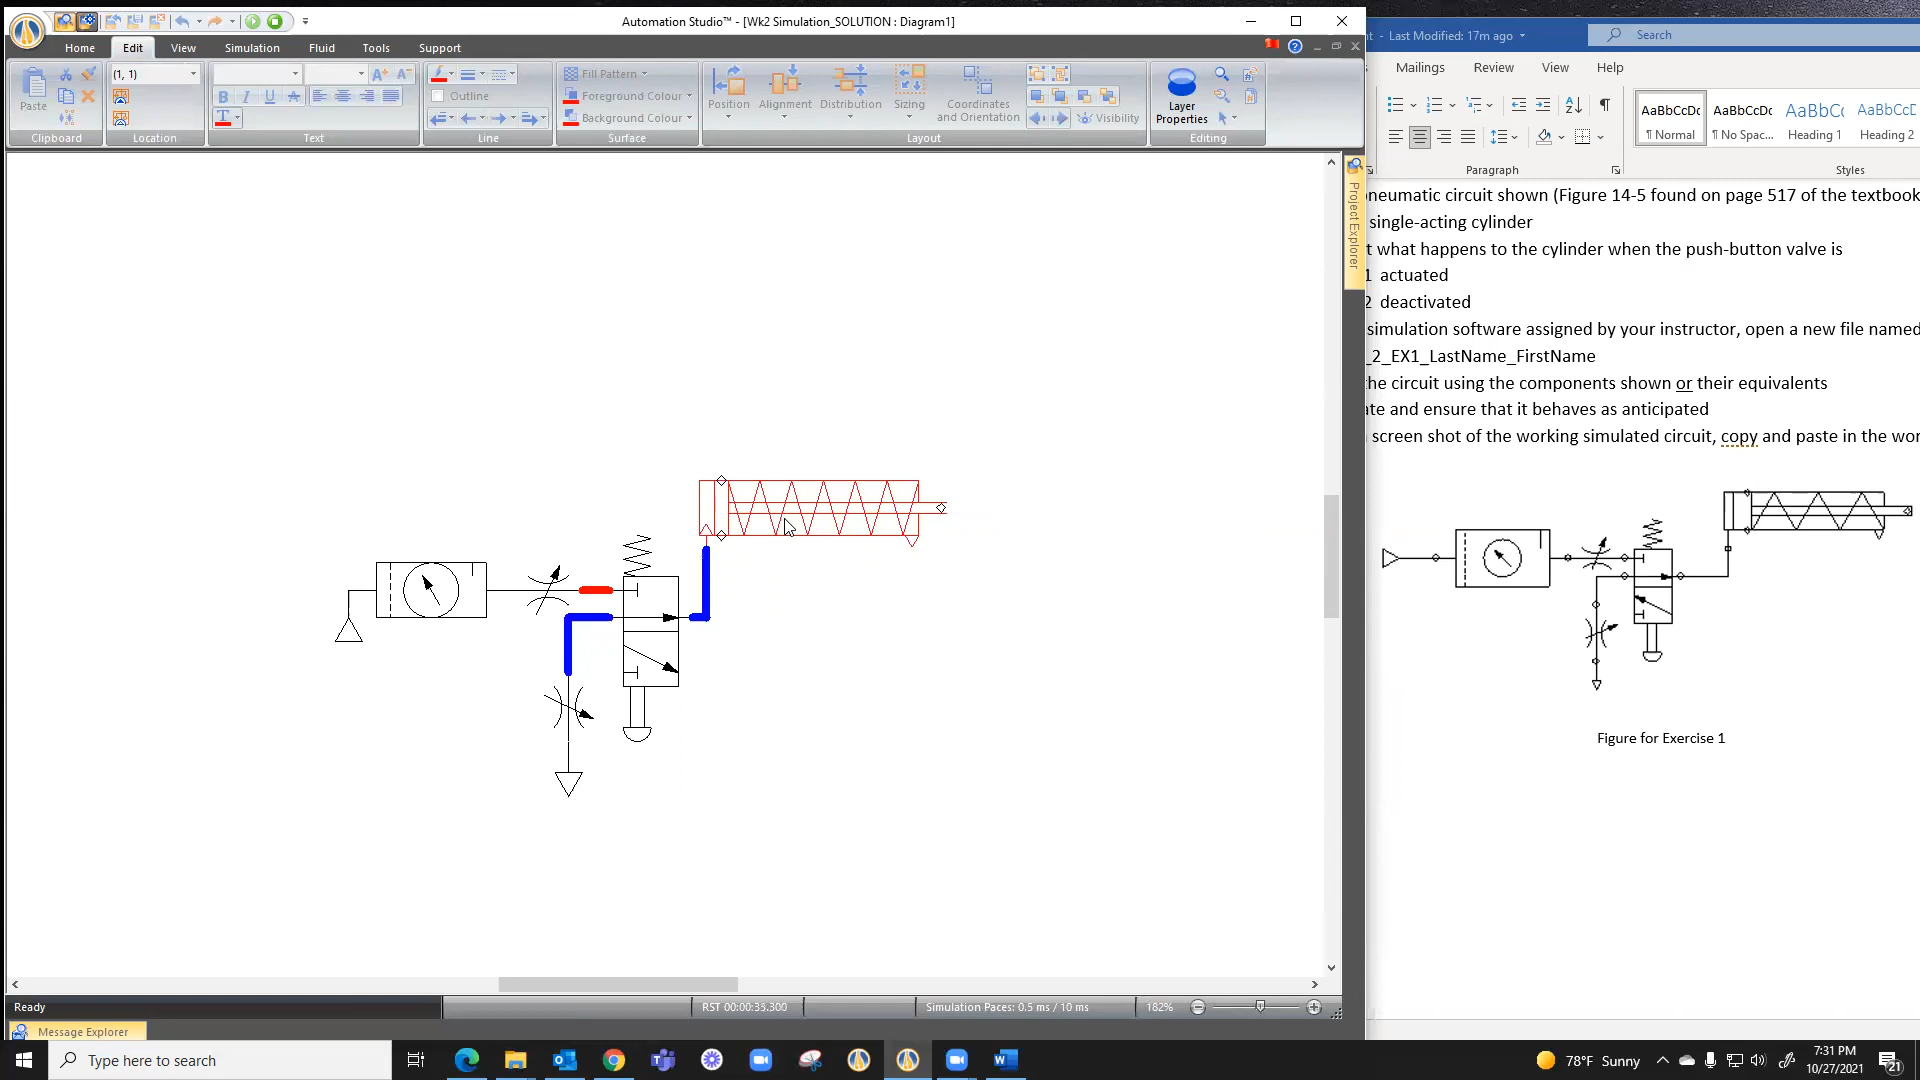 Automation Studio™ - [Wk2 Simulation_SOLUTION : Diagram1]
Home Edit View Simulation Fluid Tools Support
(1, 1)
Paste
Clipboard
Location
B I U A
Text
Outline
Line
Fill Pattern
Foreground Colour
Background Colour
Surface
Position Alignment Distribution Sizing Coordinates and Orientation
Visibility
Layout
Layer Properties
Editing
Project Explorer
Ready
RST 00:00:35.300
Simulation Paces: 0.5 ms / 10 ms
182%
Message Explorer
- Last Modified: 17m ago
Search
Mailings Review View Help
AaBbCcDc AaBbCcDc AaBbCc AaBbCcD
¶ Normal ¶ No Spac... Heading 1 Heading 2
Paragraph
Styles
pneumatic circuit shown (Figure 14-5 found on page 517 of the textbook
single-acting cylinder
t what happens to the cylinder when the push-button valve is
1 actuated
2 deactivated
simulation software assigned by your instructor, open a new file named
_2_EX1_LastName_FirstName
the circuit using the components shown or their equivalents
ate and ensure that it behaves as anticipated
screen shot of the working simulated circuit, copy and paste in the wor
Figure for Exercise 1
Type here to search
78°F Sunny
7:31 PM
10/27/2021
21